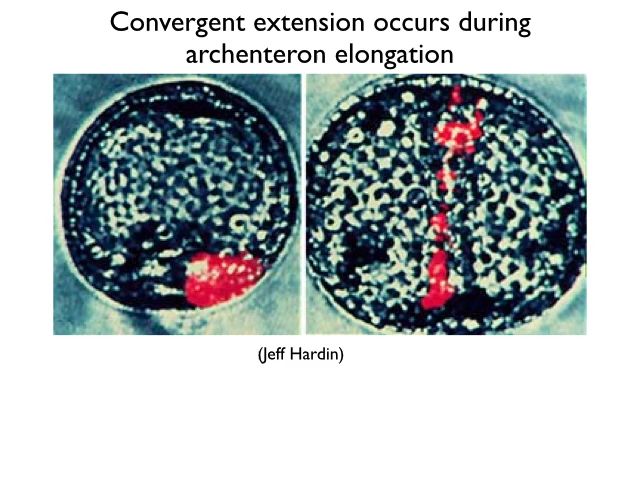 Convergent extension occurs during
archenteron elongation
(Jeff Hardin)